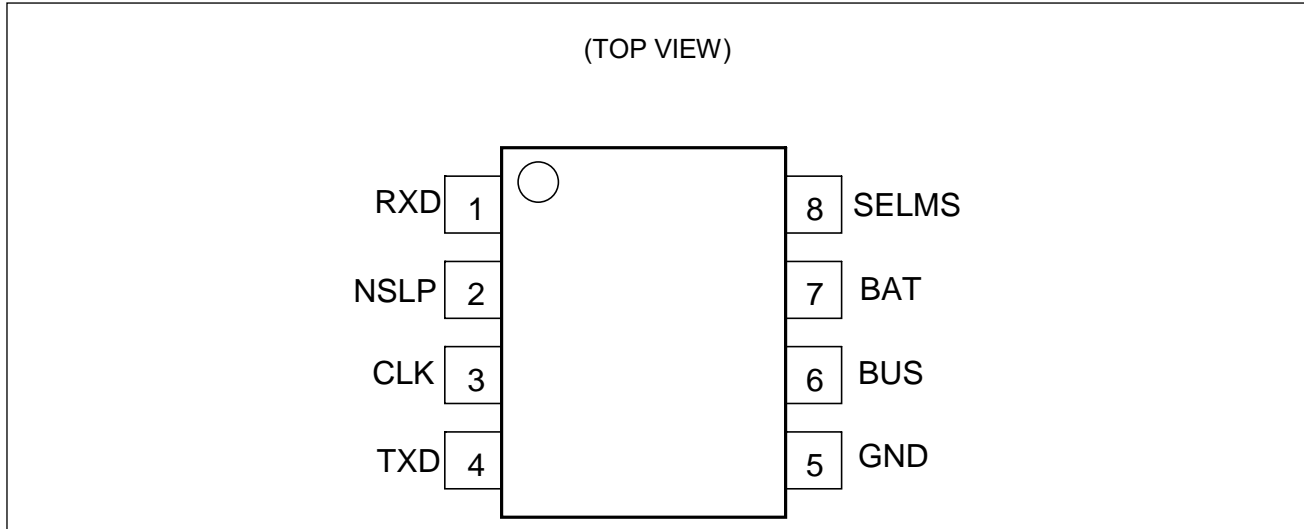 (TOP VIEW)
RXD 1 8 SELMS
NSLP 2 7 BAT
CLK 3 6 BUS
TXD 4 5 GND